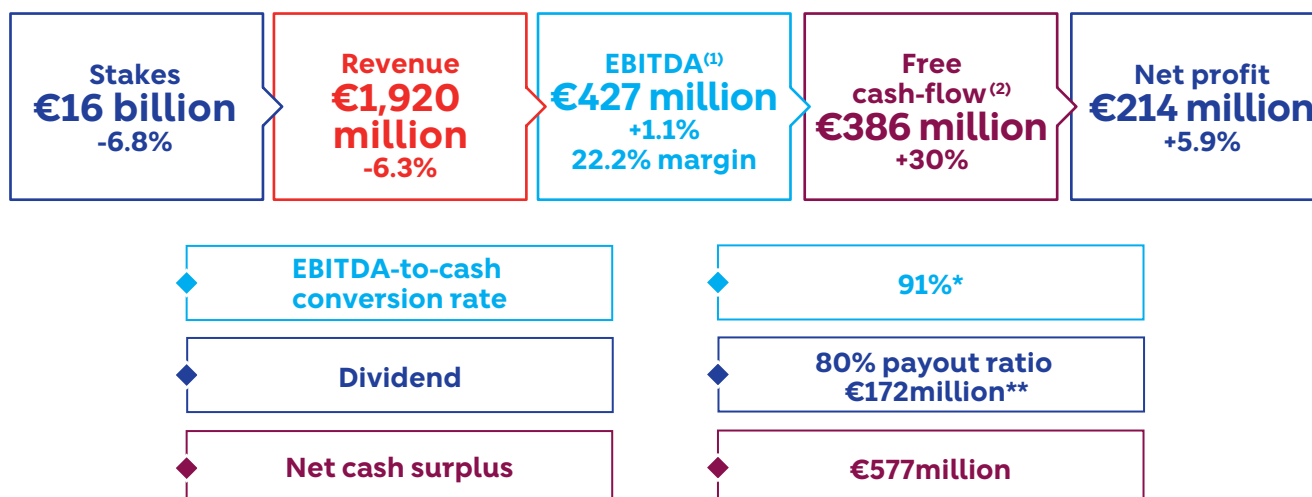 Stakes
€16 billion
-6.8%
Revenue
€1,920
million
-6.3%
EBITDA(1)
€427 million
+1.1%
22.2% margin
Free
cash-flow(2)
€386 million
+30%
Net profit
€214 million
+5.9%
EBITDA-to-cash
conversion rate
91%*
Dividend
80% payout ratio
€172million**
Net cash surplus
€577million